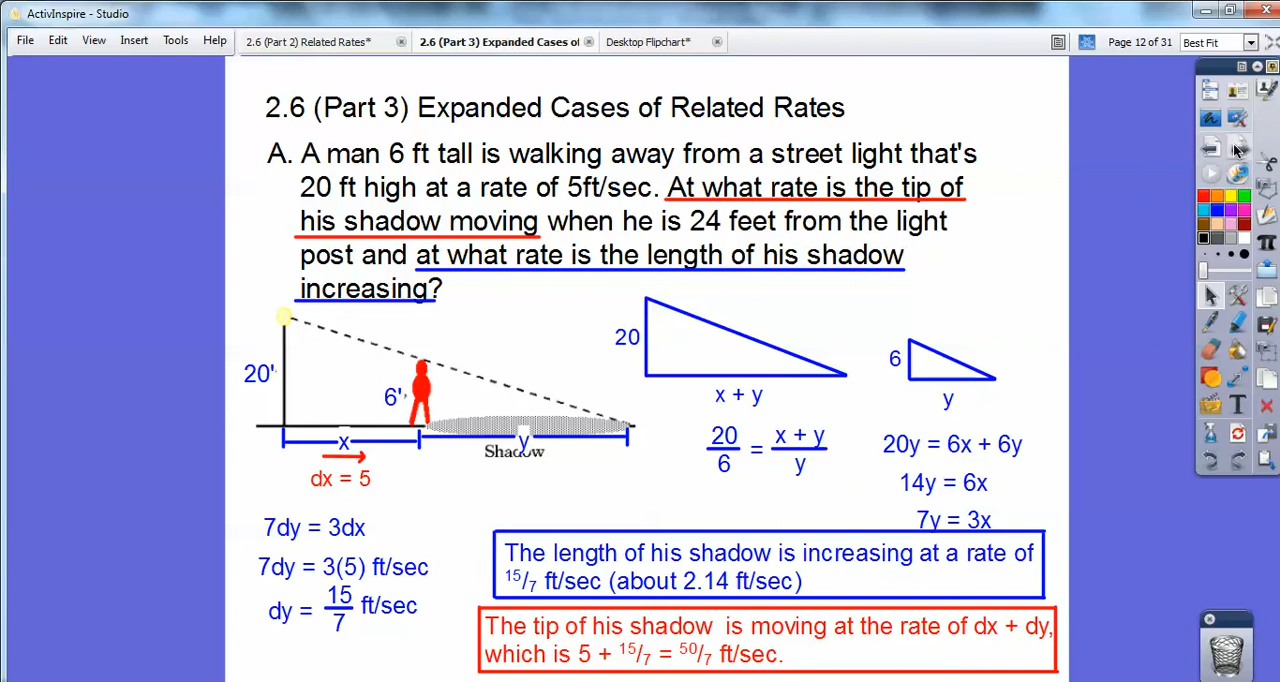 ActivInspire - Studio
File Edit View Insert Tools Help
2.6 (Part 2) Related Rates*
2.6 (Part 3) Expanded Cases of
Desktop Flipchart*
Page 12 of 31
Best Fit
2.6 (Part 3) Expanded Cases of Related Rates
A. A man 6 ft tall is walking away from a street light that's
20 ft high at a rate of 5ft/sec. At what rate is the tip of
his shadow moving when he is 24 feet from the light
post and at what rate is the length of his shadow
increasing?
20'
6'
x
y
Shadow
dx = 5
20
x + y
6
y
20/6 = x + y/y
20y = 6x + 6y
14y = 6x
7y = 3x
7dy = 3dx
7dy = 3(5) ft/sec
dy = 15/7 ft/sec
The length of his shadow is increasing at a rate of
15/7 ft/sec (about 2.14 ft/sec)
The tip of his shadow is moving at the rate of dx + dy,
which is 5 + 15/7 = 50/7 ft/sec.